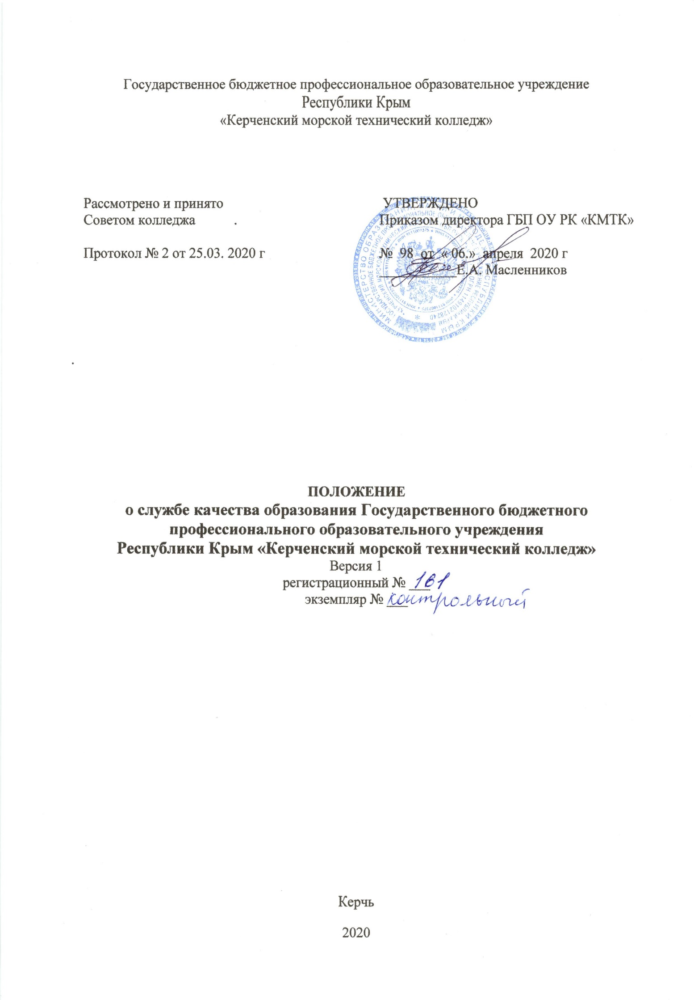 Государственное бюджетное профессиональное образовательное учреждение
Республики Крым
«Керченский морской технический колледж»
Рассмотрено и принято
Советом колледжа .
Протокол № 2 от 25.03. 2020 г
УТВЕРЖДЕНО
Приказом директора ГБП ОУ РК «КМТК»
№ 98 от « 06.» апреля 2020 г
Е.А. Масленников
ПОЛОЖЕНИЕ
о службе качества образования Государственного бюджетного
профессионального образовательного учреждения
Республики Крым «Керченский морской технический колледж»
Версия 1
регистрационный № 161
экземпляр № контрольный
Керчь
2020